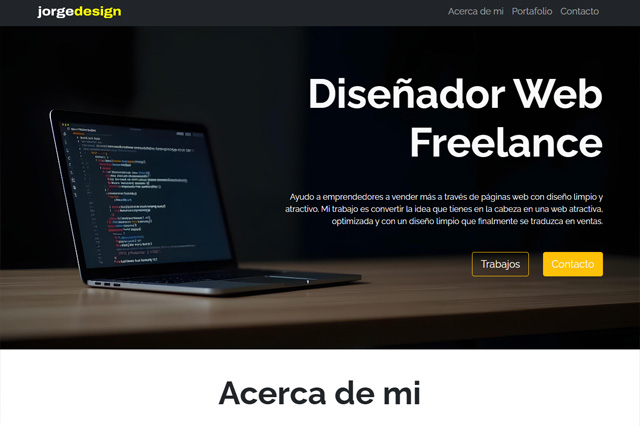 jorgedesign
Acerca de mi Portafolio Contacto
Diseñador Web
Freelance
Ayudo a emprendedores a vender más a través de páginas web con diseño limpio y
atractivo. Mi trabajo es convertir la idea que tienes en la cabeza en una web atractiva,
optimizada y con un diseño limpio que finalmente se traduzca en ventas.
Trabajos Contacto
Acerca de mi